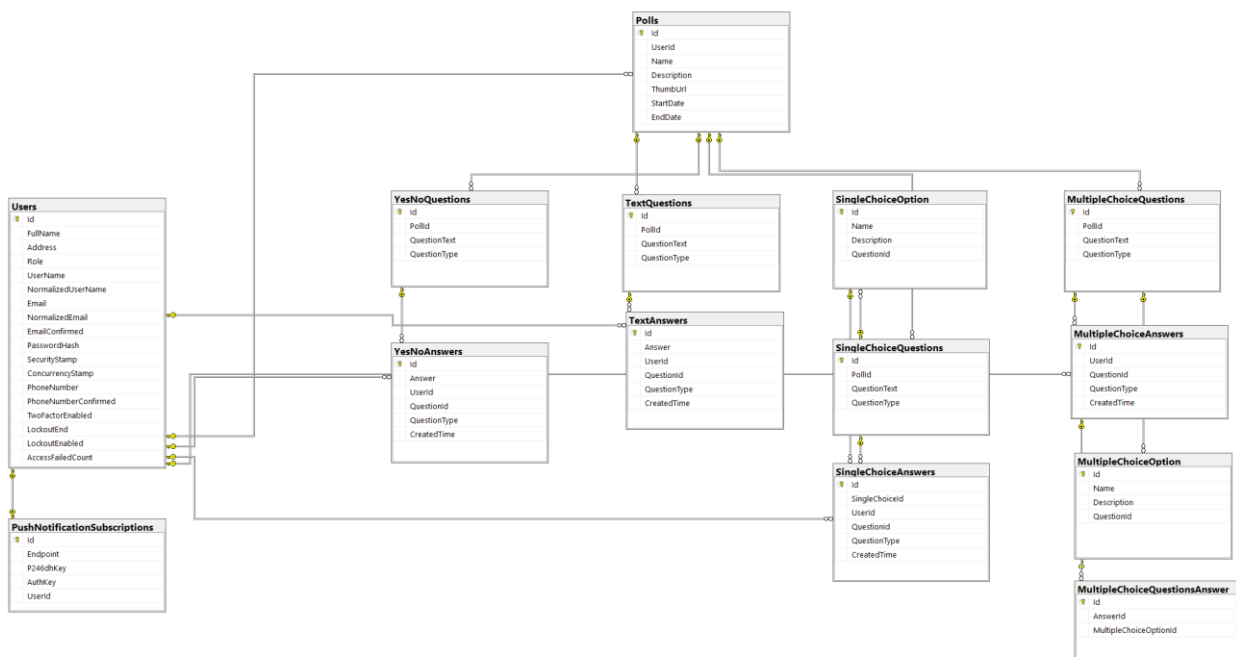 Polls
Id
UserId
Name
Description
ThumbUrl
StartDate
EndDate
Users
Id
FullName
Address
Role
UserName
NormalizedUserName
Email
NormalizedEmail
EmailConfirmed
PasswordHash
SecurityStamp
ConcurrencyStamp
PhoneNumber
PhoneNumberConfirmed
TwoFactorEnabled
LockoutEnd
LockoutEnabled
AccessFailedCount
PushNotificationSubscriptions
Id
Endpoint
P246dhKey
AuthKey
UserId
YesNoQuestions
Id
PollId
QuestionText
QuestionType
YesNoAnswers
Id
Answer
UserId
QuestionId
QuestionType
CreatedTime
TextQuestions
Id
PollId
QuestionText
QuestionType
TextAnswers
Id
Answer
UserId
QuestionId
QuestionType
CreatedTime
SingleChoiceOption
Id
Name
Description
QuestionId
SingleChoiceQuestions
Id
PollId
QuestionText
QuestionType
SingleChoiceAnswers
Id
SingleChoiceId
UserId
QuestionId
QuestionType
CreatedTime
MultipleChoiceQuestions
Id
PollId
QuestionText
QuestionType
MultipleChoiceAnswers
Id
UserId
QuestionId
QuestionType
CreatedTime
MultipleChoiceOption
Id
Name
Description
QuestionId
MultipleChoiceQuestionsAnswer
Id
AnswerId
MultipleChoiceOptionId